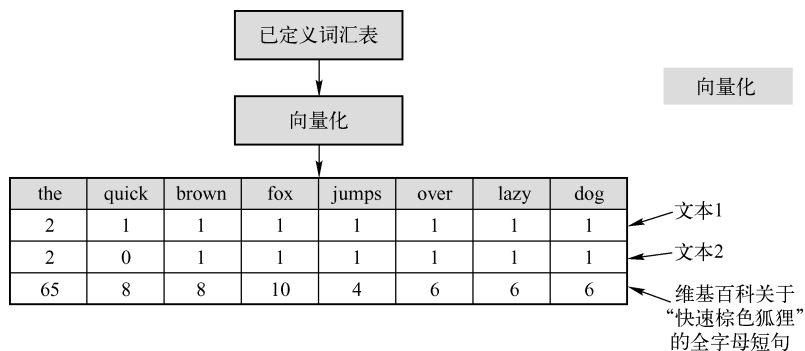 已定义词汇表
向量化
向量化
the quick brown fox jumps over lazy dog
2 1 1 1 1 1 1 1
文本1
2 0 1 1 1 1 1 1
文本2
65 8 8 10 4 6 6 6
维基百科关于
“快速棕色狐狸”
的全字母短句